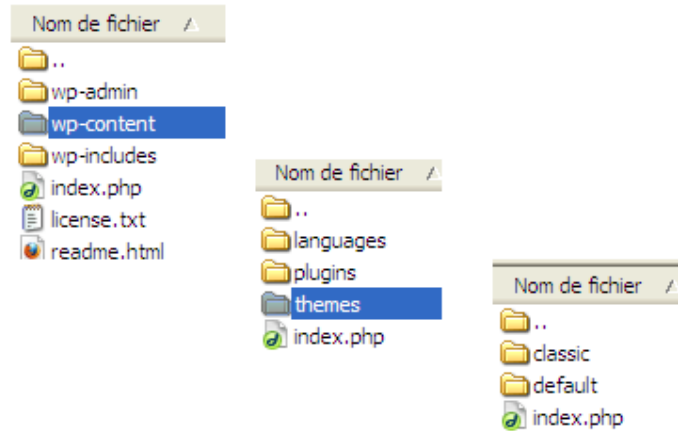 Nom de fichier
..
wp-admin
wp-content
wp-includes
index.php
license.txt
readme.html
Nom de fichier
..
languages
plugins
themes
index.php
Nom de fichier
..
classic
default
index.php